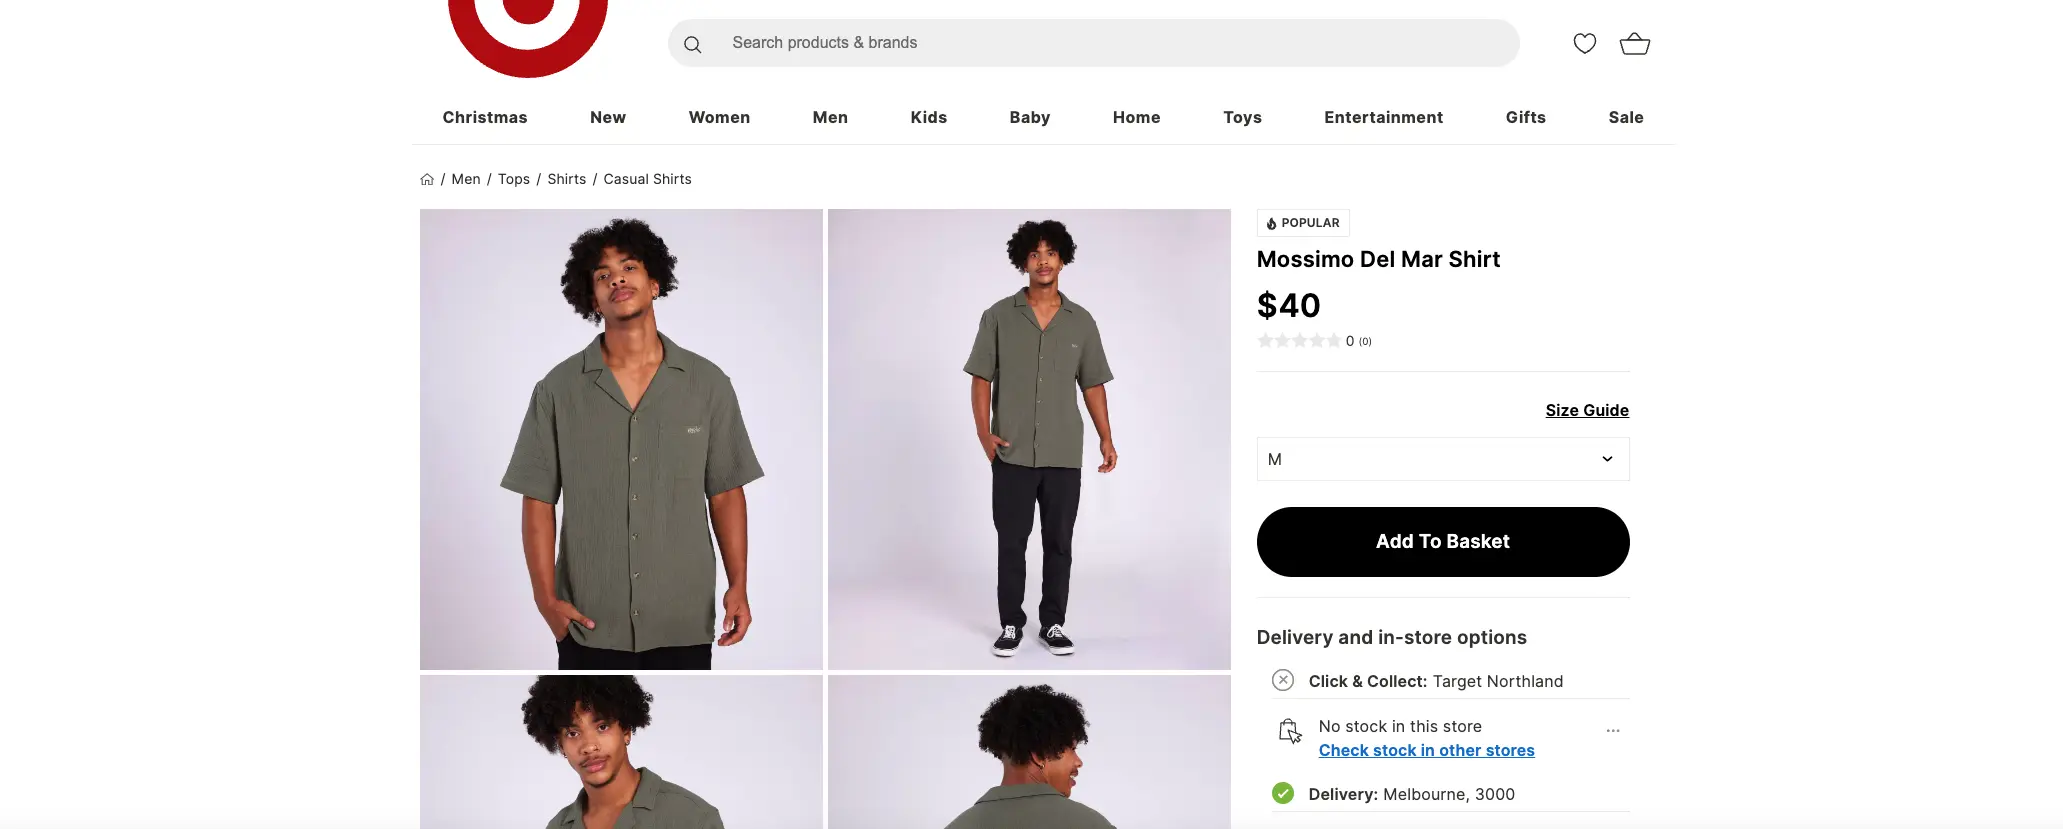 Search products & brands
Christmas New Women Men Kids Baby Home Toys Entertainment Gifts Sale
/ Men / Tops / Shirts / Casual Shirts
POPULAR
Mossimo Del Mar Shirt
$40
0 (0)
Size Guide
M
Add To Basket
Delivery and in-store options
Click & Collect: Target Northland
No stock in this store
...
Check stock in other stores
Delivery: Melbourne, 3000